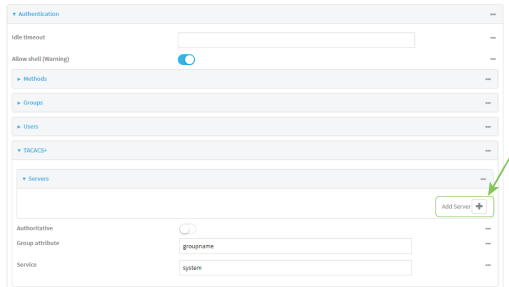 Authentication
Idle timeout
Allow shell (Warning)
Methods
Groups
Users
TACACS+
Servers
Add Server
Authoritative
Group attribute groupname
Service system